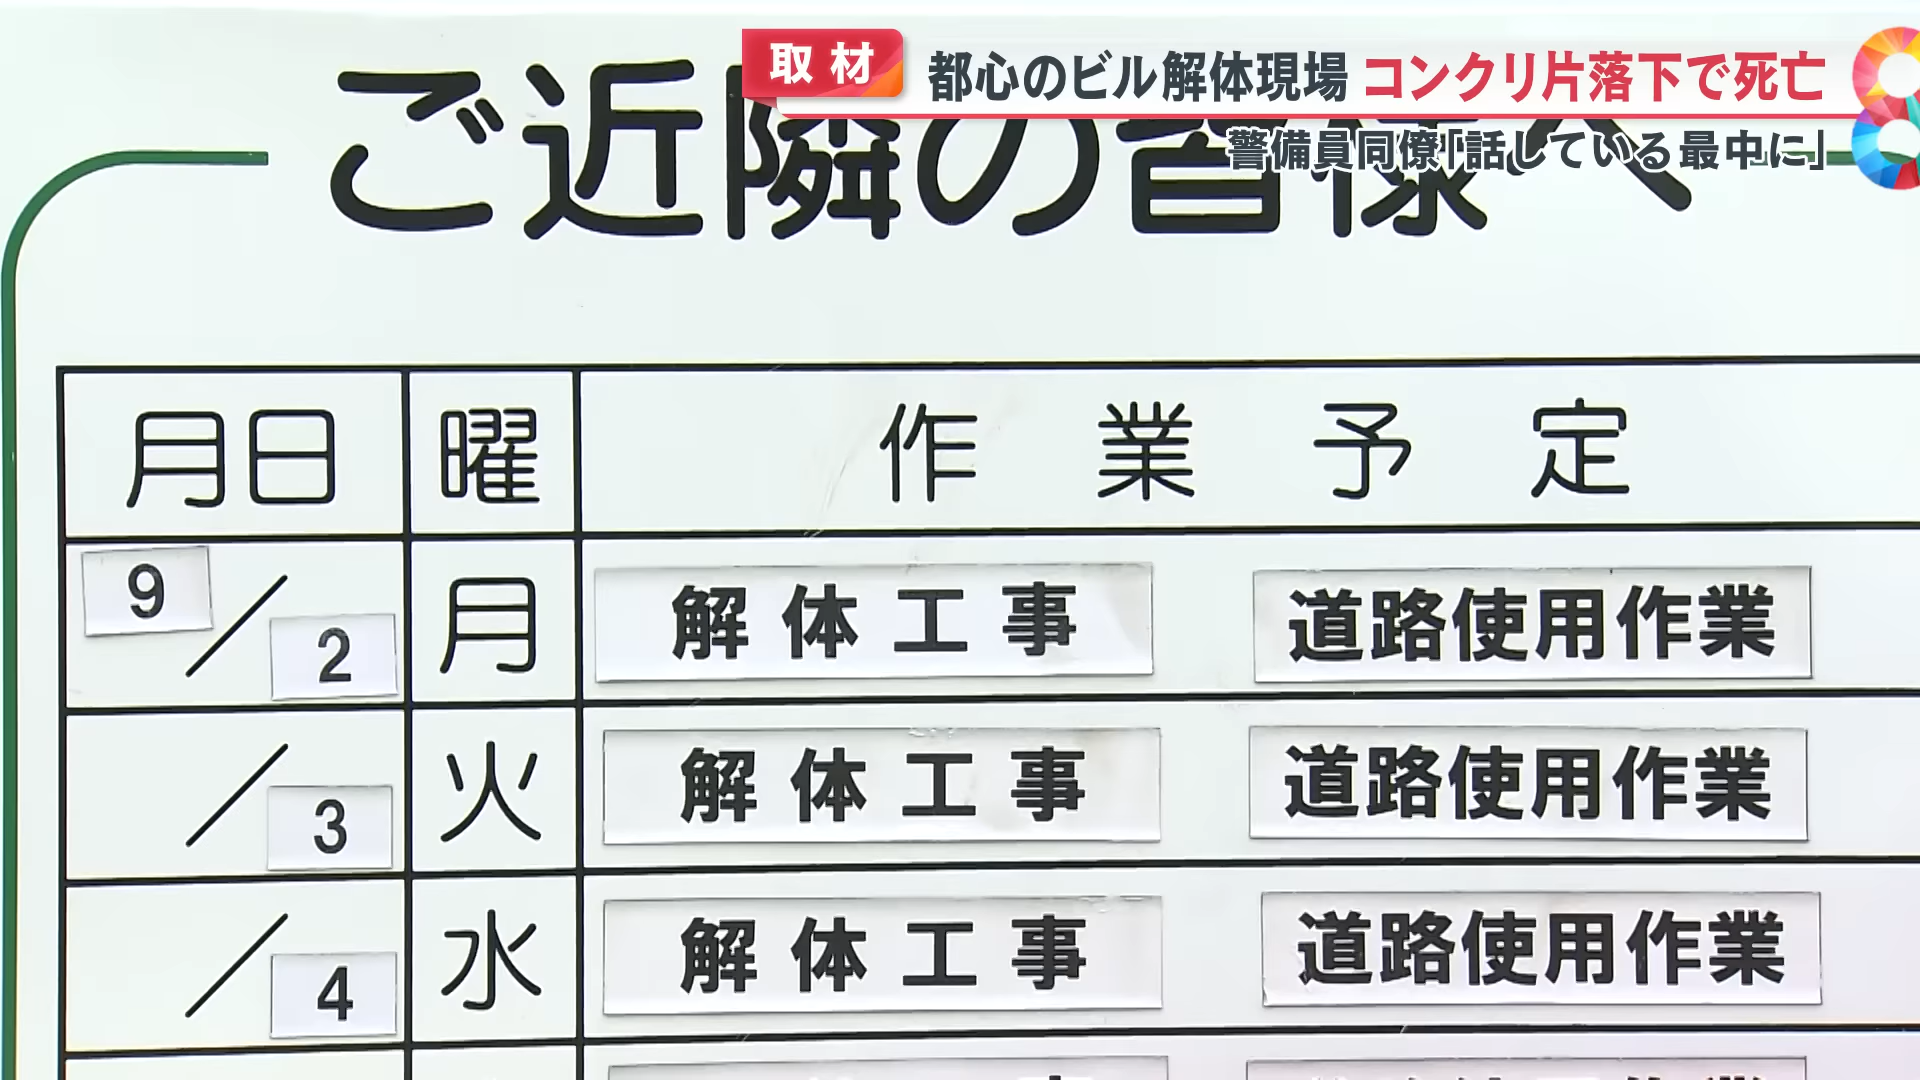 取材
都心のビル解体現場 コンクリ片落下で死亡
警備員同僚「話している最中に」
ご近隣の皆様へ
月日 曜 作業予定
9/2 月 解体工事 道路使用作業
/3 火 解体工事 道路使用作業
/4 水 解体工事 道路使用作業